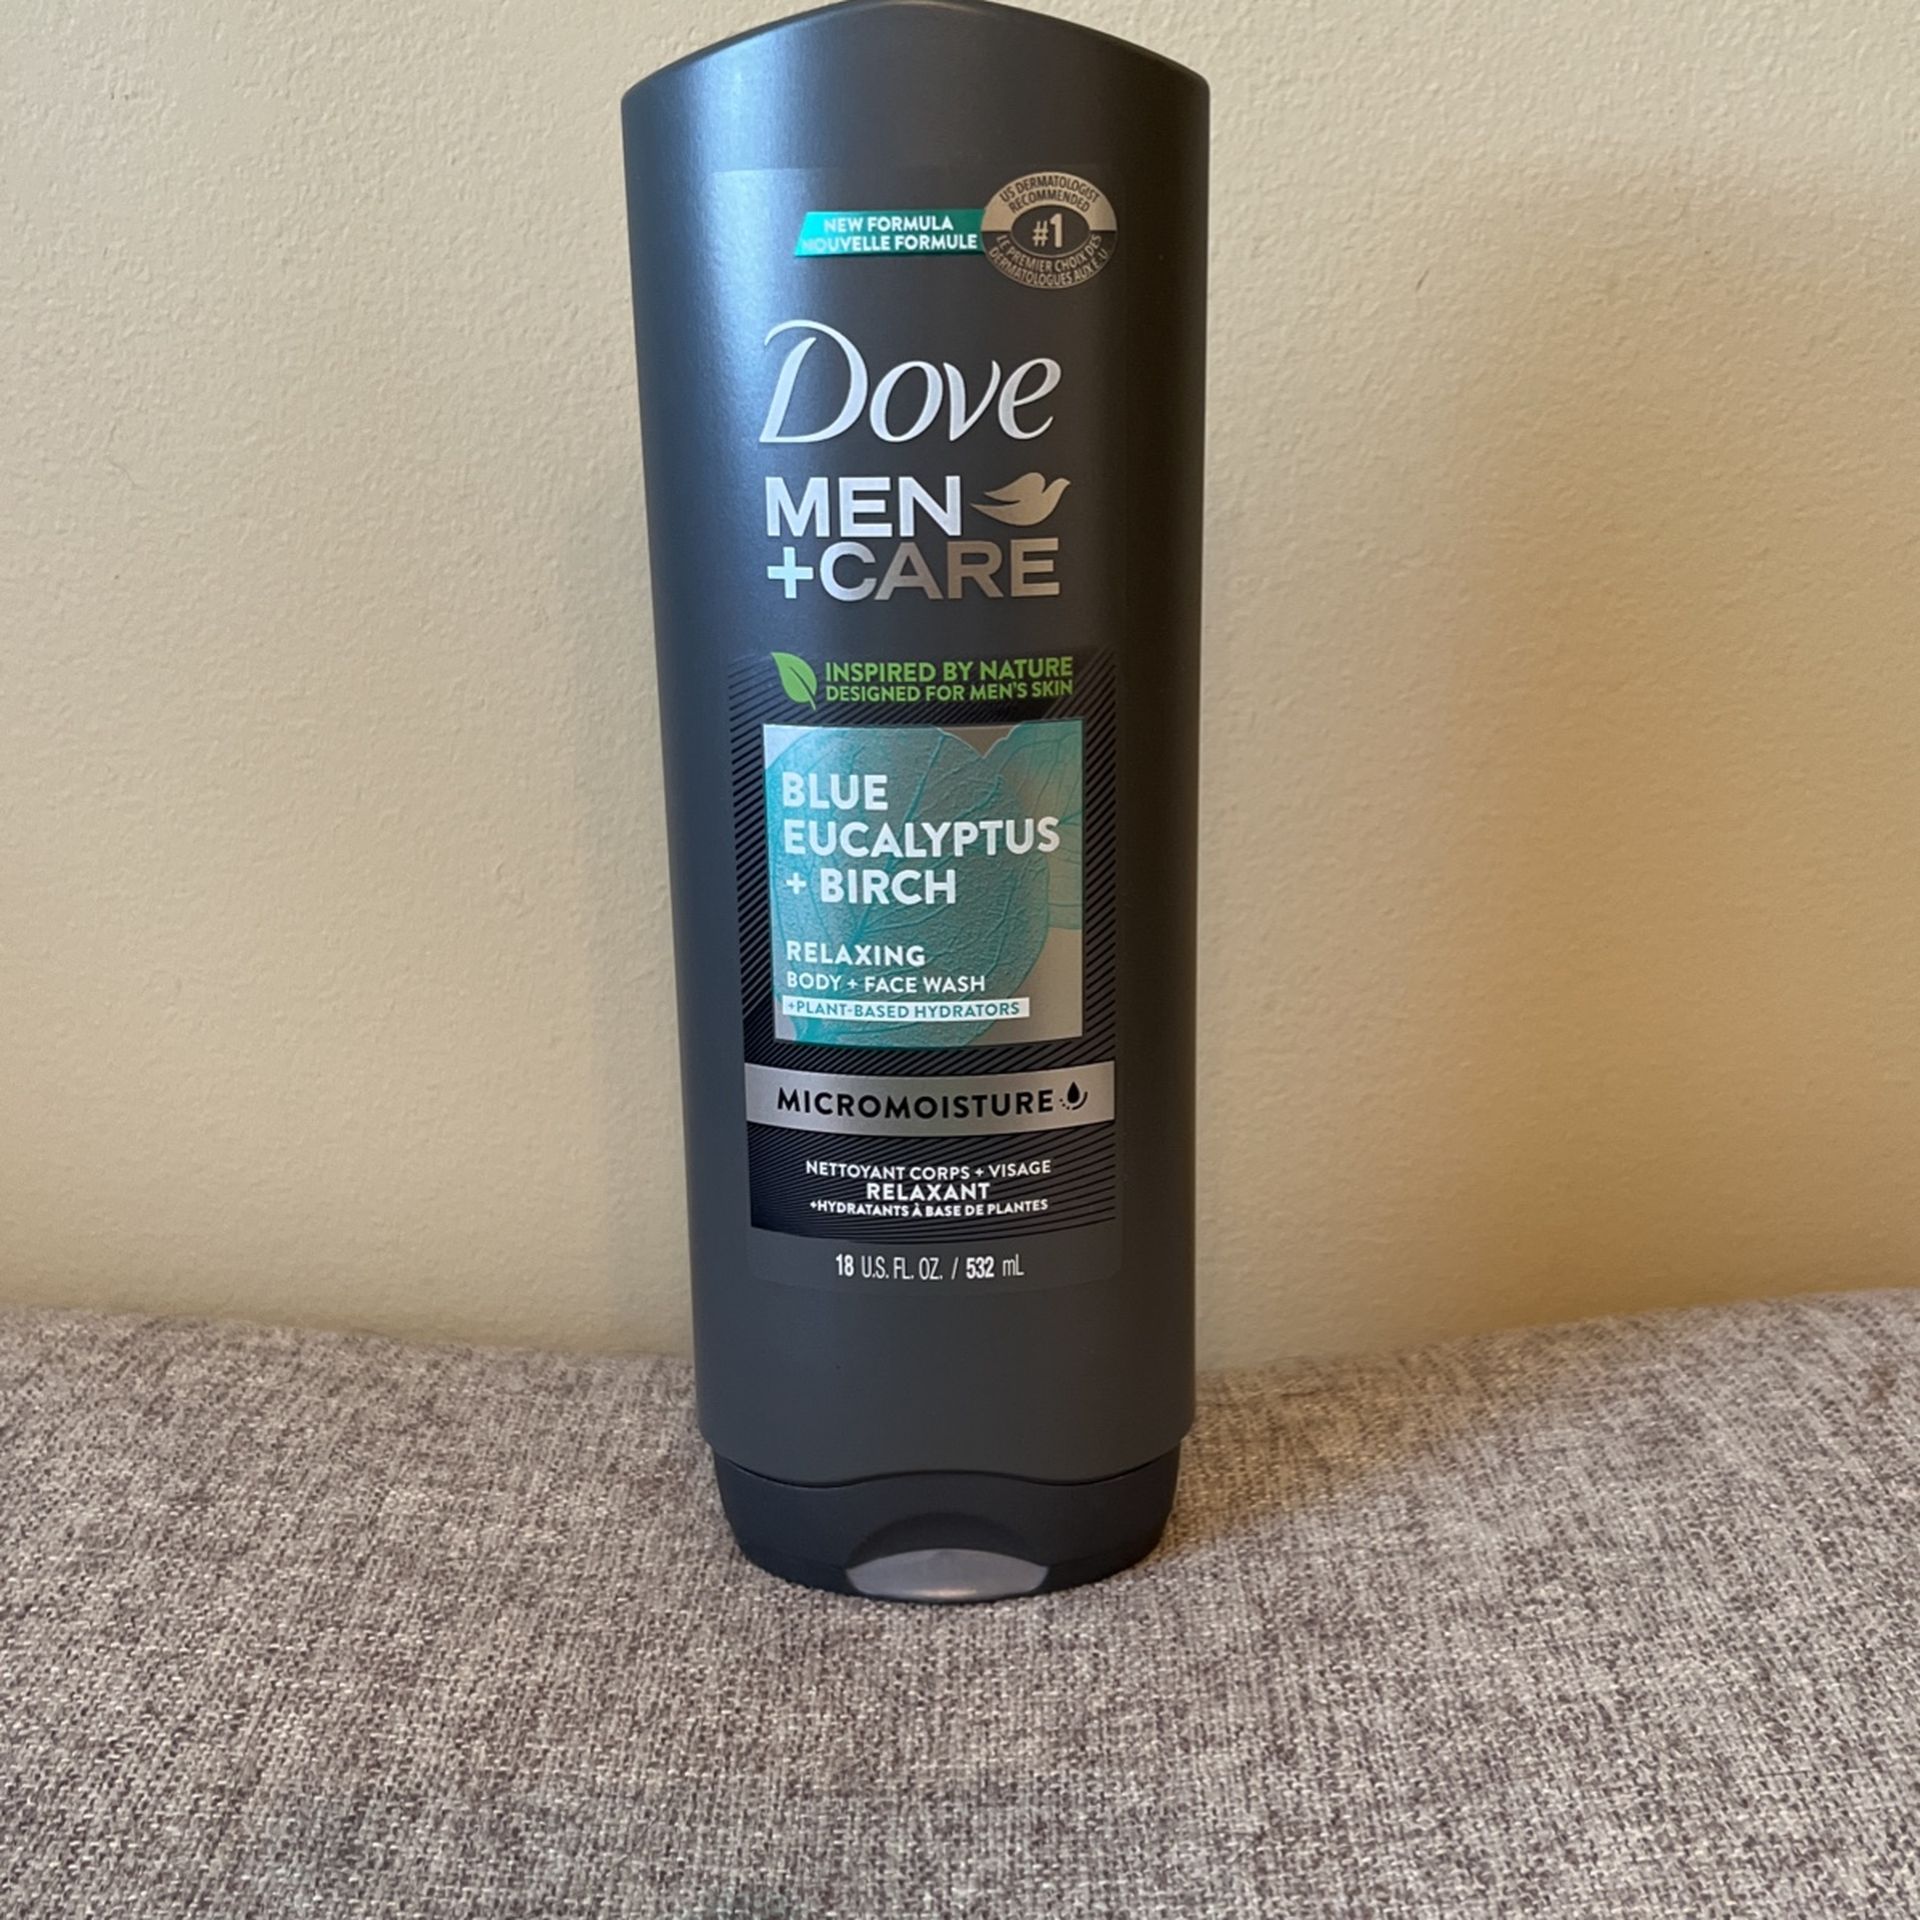 NEW FORMULA
NOUVELLE FORMULE
US DERMATOLOGIST
RECOMMENDED
#1
LE PREMIER CHOIX DES
DERMATOLOGUES AUX É.-U.
Dove
MEN
+CARE
INSPIRED BY NATURE
DESIGNED FOR MEN'S SKIN
BLUE
EUCALYPTUS
+ BIRCH
RELAXING
BODY + FACE WASH
+PLANT-BASED HYDRATORS
MICROMOISTURE
NETTOYANT CORPS + VISAGE
RELAXANT
+HYDRATANTS À BASE DE PLANTES
18 U.S. FL. OZ. / 532 mL